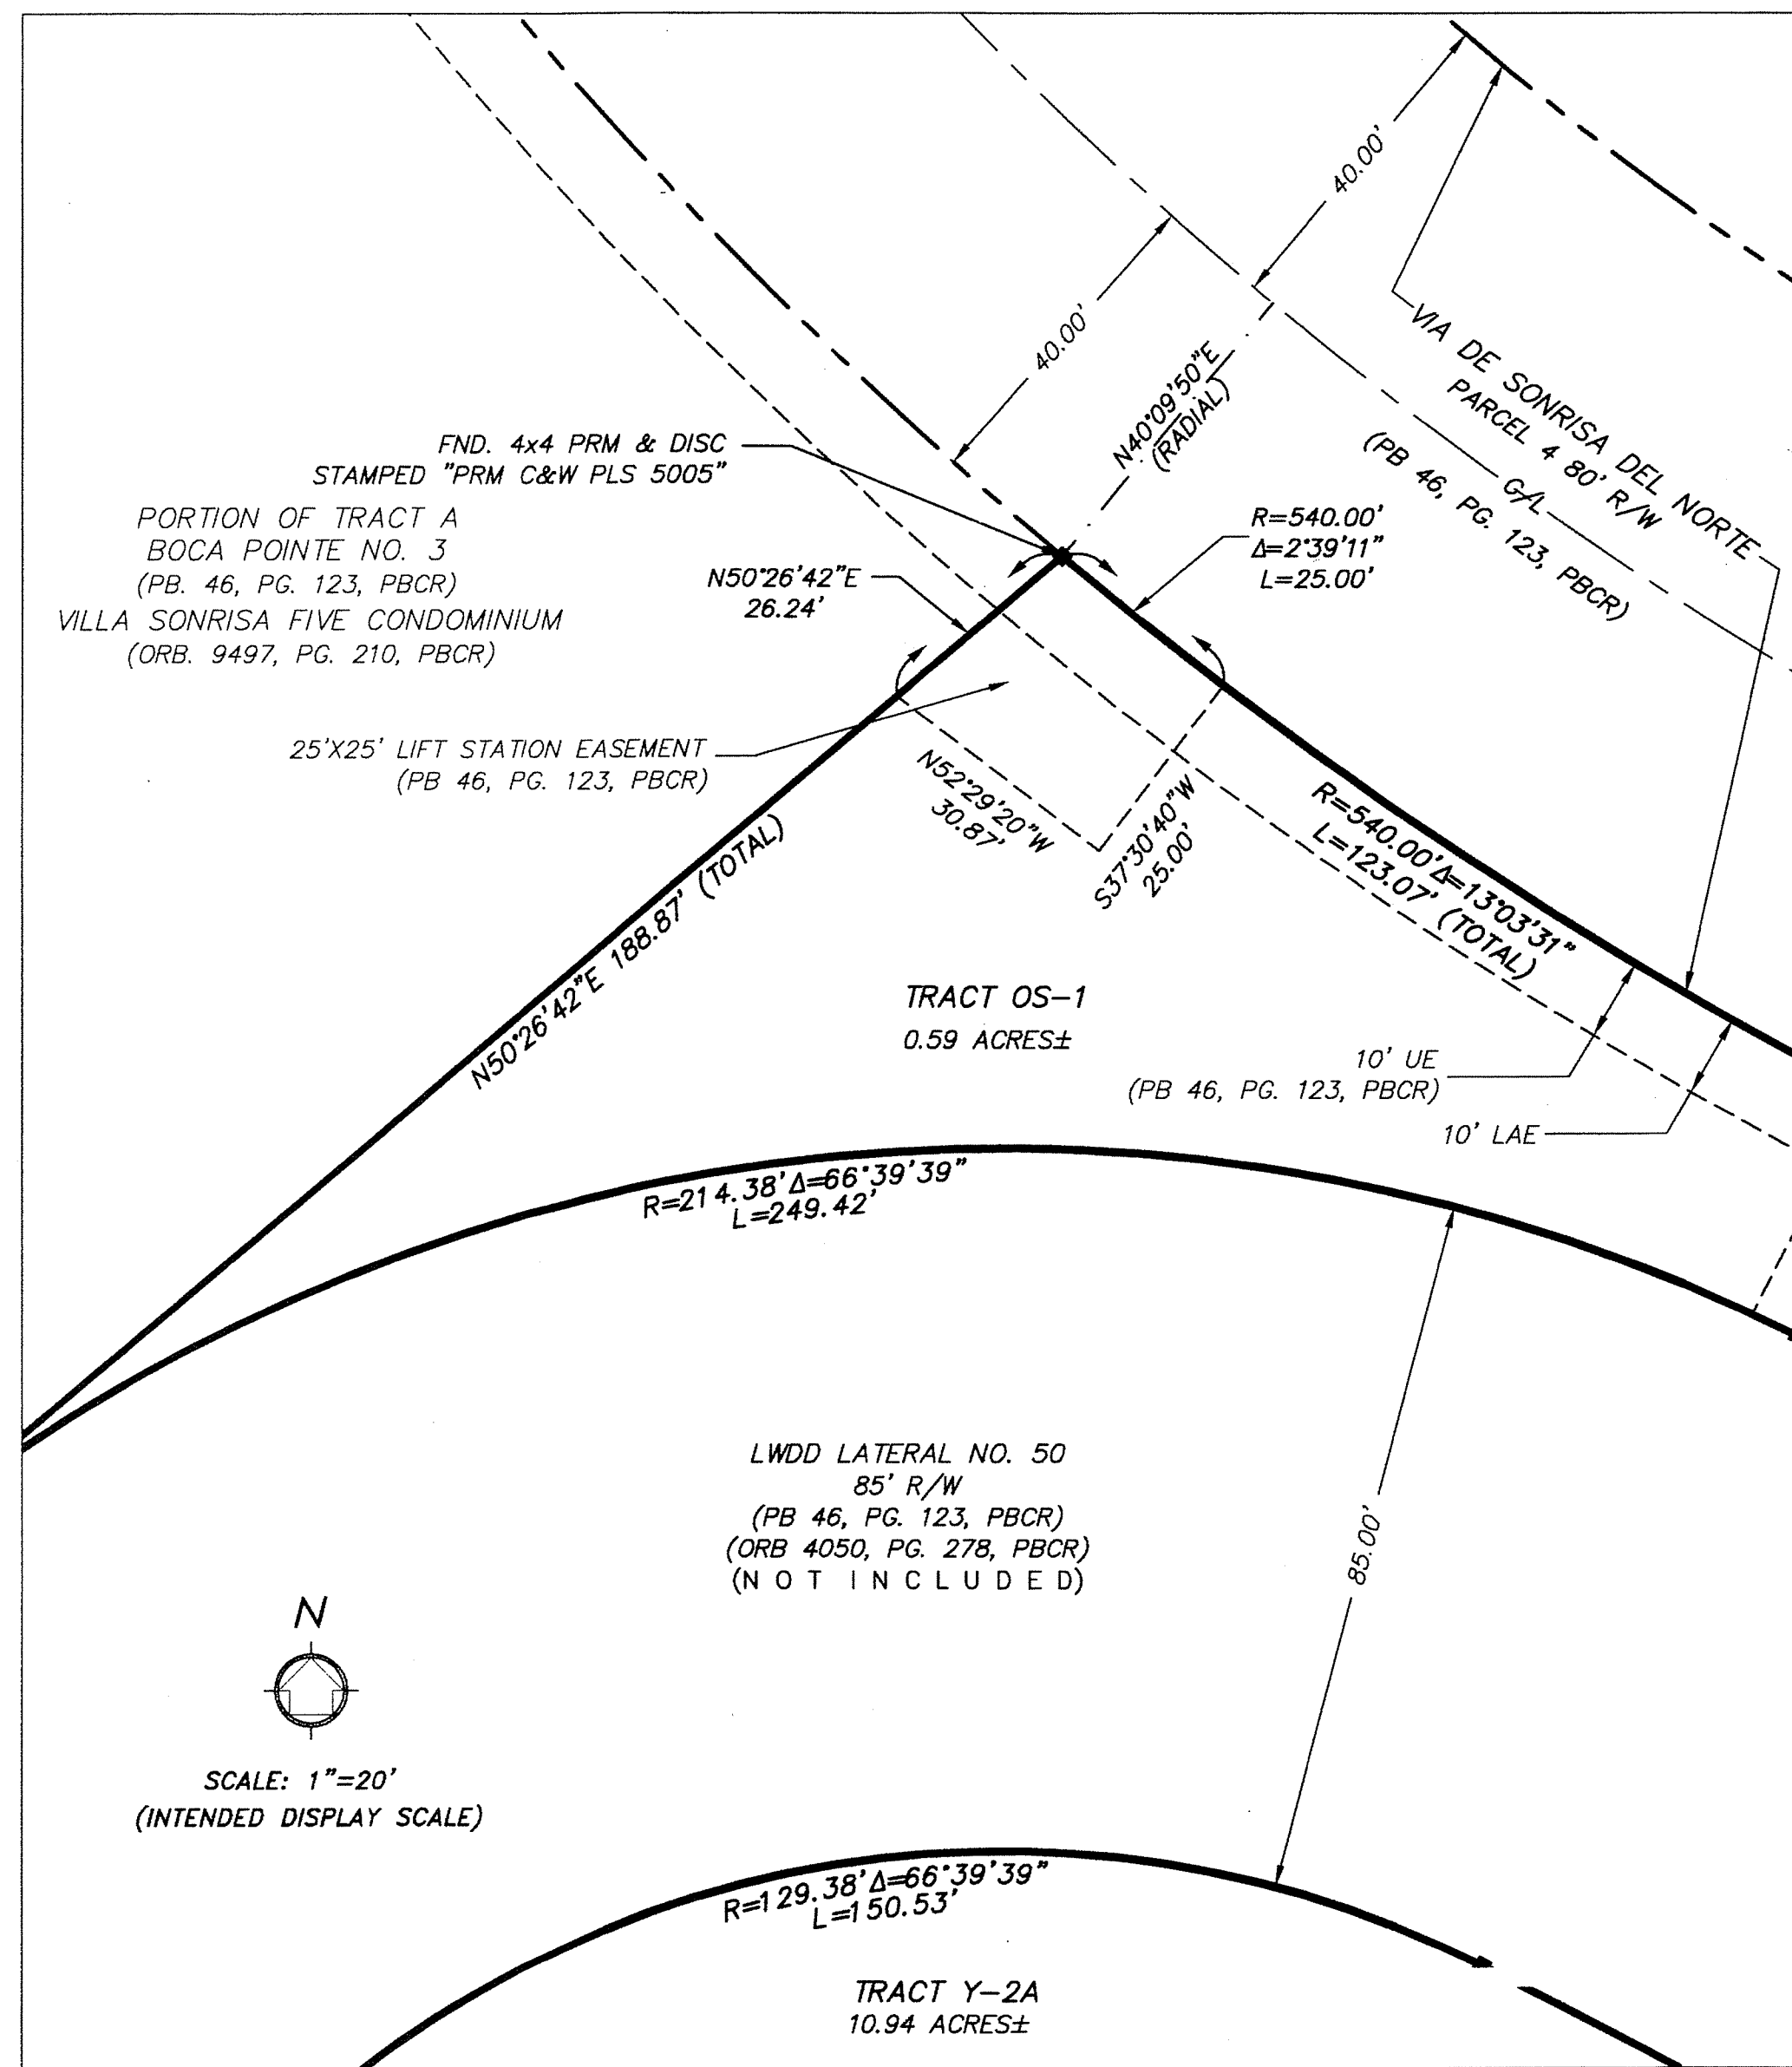 40.00'
40.00'
N40°09'50"E
(RADIAL)
VIA DE SONRISA DEL NORTE
PARCEL 4 80' R/W
(PB 46, PG. 123, PBCR)
C/L
FND. 4x4 PRM & DISC
STAMPED "PRM C&W PLS 5005"
PORTION OF TRACT A
BOCA POINTE NO. 3
(PB. 46, PG. 123, PBCR)
VILLA SONRISA FIVE CONDOMINIUM
(ORB. 9497, PG. 210, PBCR)
N50°26'42"E
26.24'
R=540.00'
Δ=2°39'11"
L=25.00'
25'X25' LIFT STATION EASEMENT
(PB 46, PG. 123, PBCR)
N52°29'20"W
30.87'
S37°30'40"W
25.00'
R=540.00' Δ=13°03'31"
L=123.07' (TOTAL)
N50°26'42"E 188.87' (TOTAL)
TRACT OS-1
0.59 ACRES±
10' UE
(PB 46, PG. 123, PBCR)
10' LAE
R=214.38' Δ=66°39'39"
L=249.42'
LWDD LATERAL NO. 50
85' R/W
(PB 46, PG. 123, PBCR)
(ORB 4050, PG. 278, PBCR)
(NOT INCLUDED)
85.00'
N
SCALE: 1"=20'
(INTENDED DISPLAY SCALE)
R=129.38' Δ=66°39'39"
L=150.53'
TRACT Y-2A
10.94 ACRES±